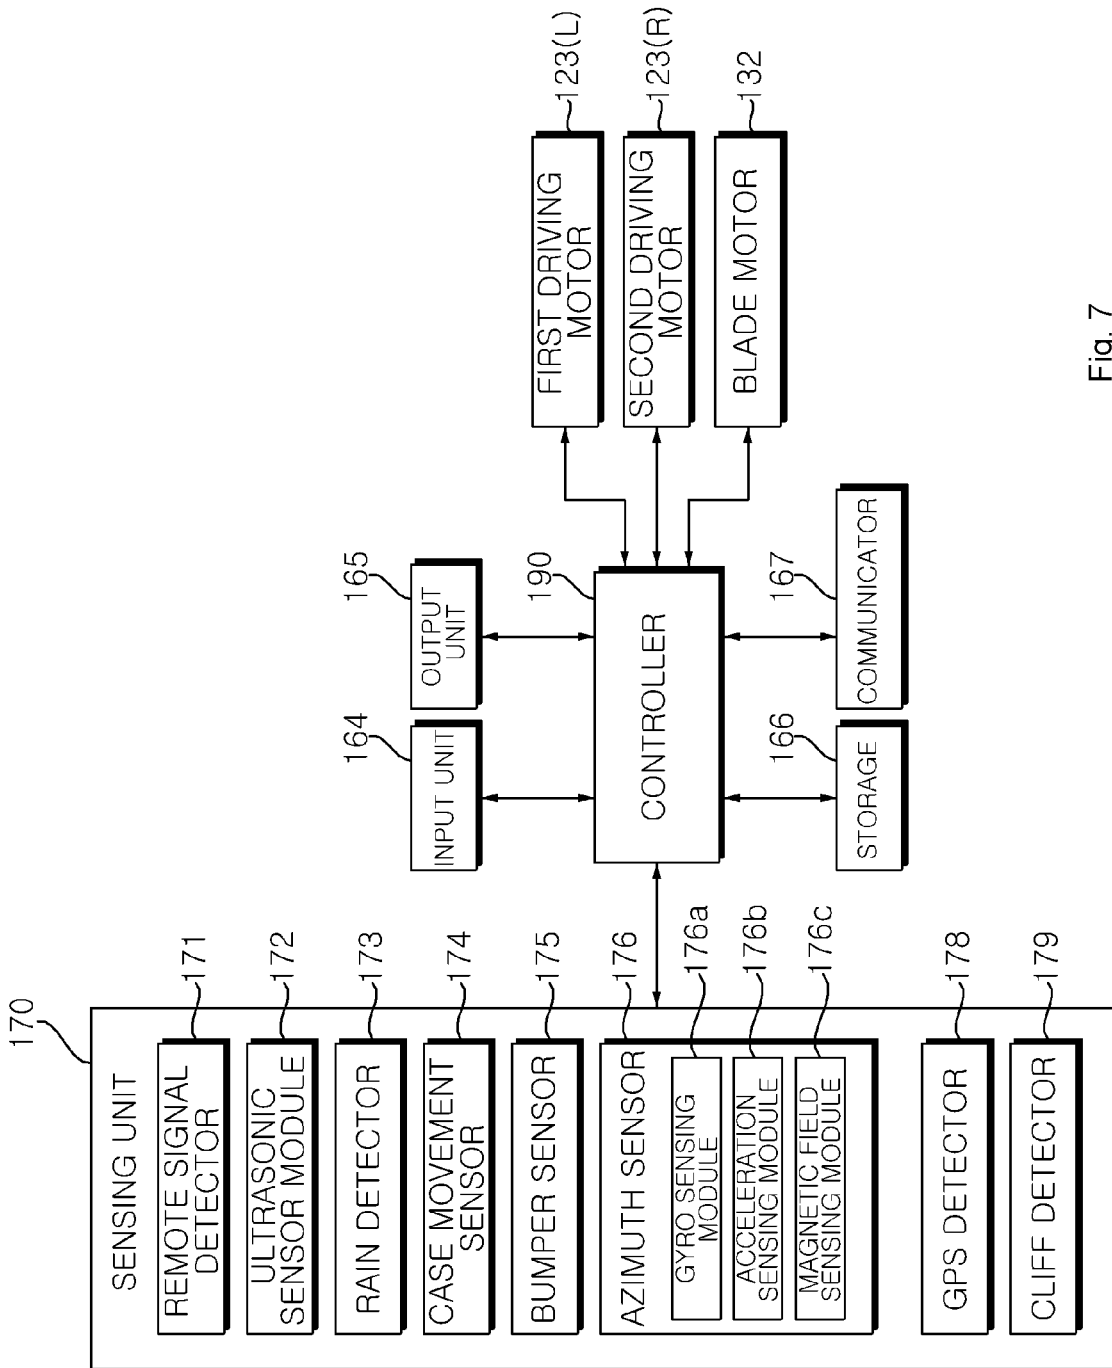 170
SENSING UNIT
REMOTE SIGNAL
DETECTOR
171
ULTRASONIC
SENSOR MODULE
172
RAIN DETECTOR
173
CASE MOVEMENT
SENSOR
174
BUMPER SENSOR
175
AZIMUTH SENSOR
176
GYRO SENSING
MODULE
176a
ACCELERATION
SENSING MODULE
176b
MAGNETIC FIELD
SENSING MODULE
176c
GPS DETECTOR
178
CLIFF DETECTOR
179
164
INPUT UNIT
165
OUTPUT
UNIT
190
CONTROLLER
166
STORAGE
167
COMMUNICATOR
FIRST DRIVING
MOTOR
123(L)
SECOND DRIVING
MOTOR
123(R)
BLADE MOTOR
132
Fig. 7